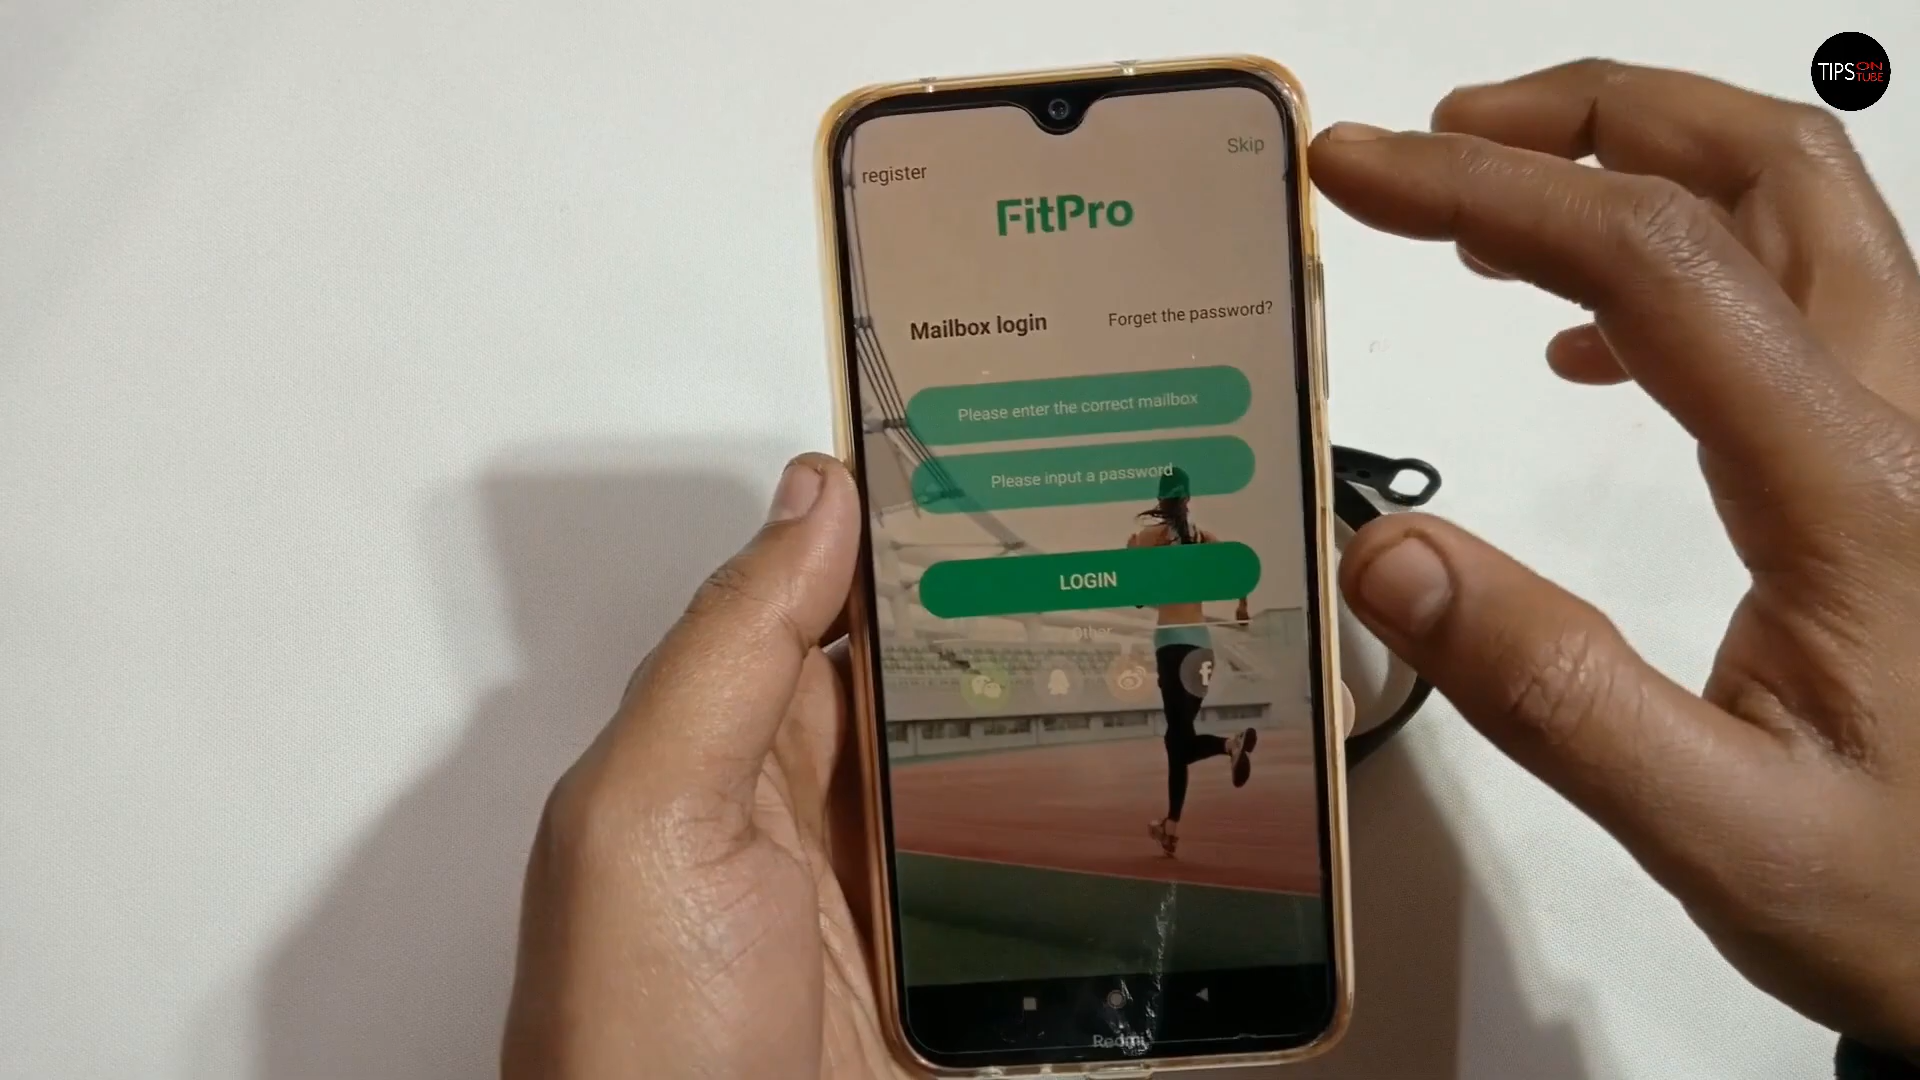 TIPS ON TUBE
Skip
register
FitPro
Mailbox login
Forget the password?
Please enter the correct mailbox
Please input a password
LOGIN
Other
Redmi